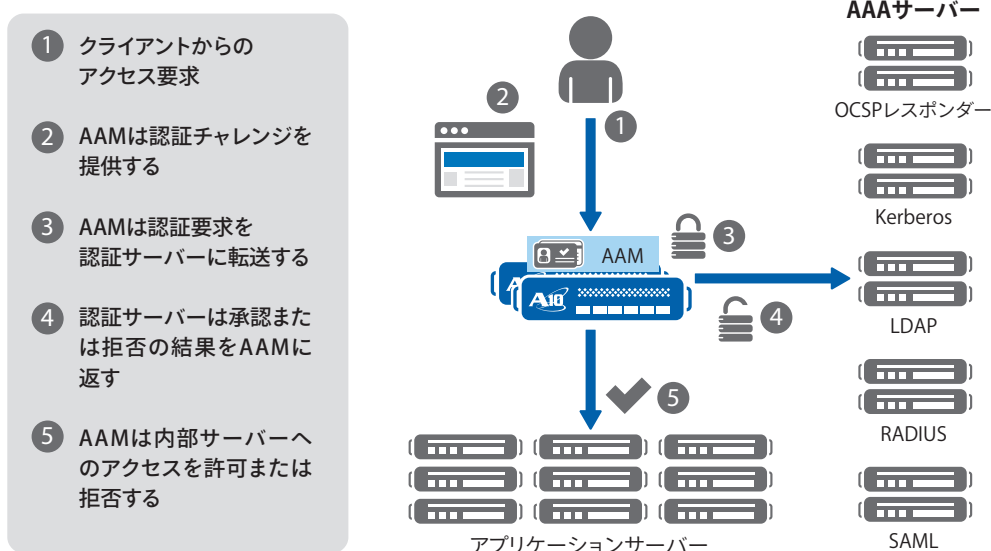 1 クライアントからの
アクセス要求
2 AAMは認証チャレンジを
提供する
3 AAMは認証要求を
認証サーバーに転送する
4 認証サーバーは承認また
は拒否の結果をAAMに
返す
5 AAMは内部サーバーへ
のアクセスを許可または
拒否する
2
1
AAM
3
A10
4
5
アプリケーションサーバー
AAAサーバー
OCSPレスポンダー
Kerberos
LDAP
RADIUS
SAML